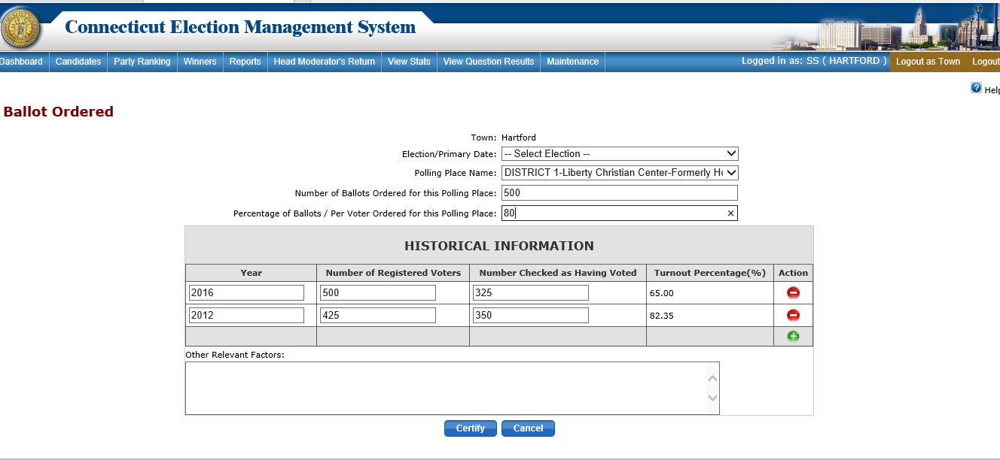 Connecticut Election Management System
Dashboard Candidates Party Ranking Winners Reports Head Moderator's Return View Stats View Question Results Maintenance Logged in as: SS ( HARTFORD ) Logout as Town Logout
Help
Ballot Ordered
Town: Hartford
Election/Primary Date: -- Select Election --
Polling Place Name: DISTRICT 1-Liberty Christian Center-Formerly Ho
Number of Ballots Ordered for this Polling Place: 500
Percentage of Ballots / Per Voter Ordered for this Polling Place: 80
HISTORICAL INFORMATION
Year Number of Registered Voters Number Checked as Having Voted Turnout Percentage(%) Action
2016 500 325 65.00
2012 425 350 82.35
Other Relevant Factors:
Certify Cancel